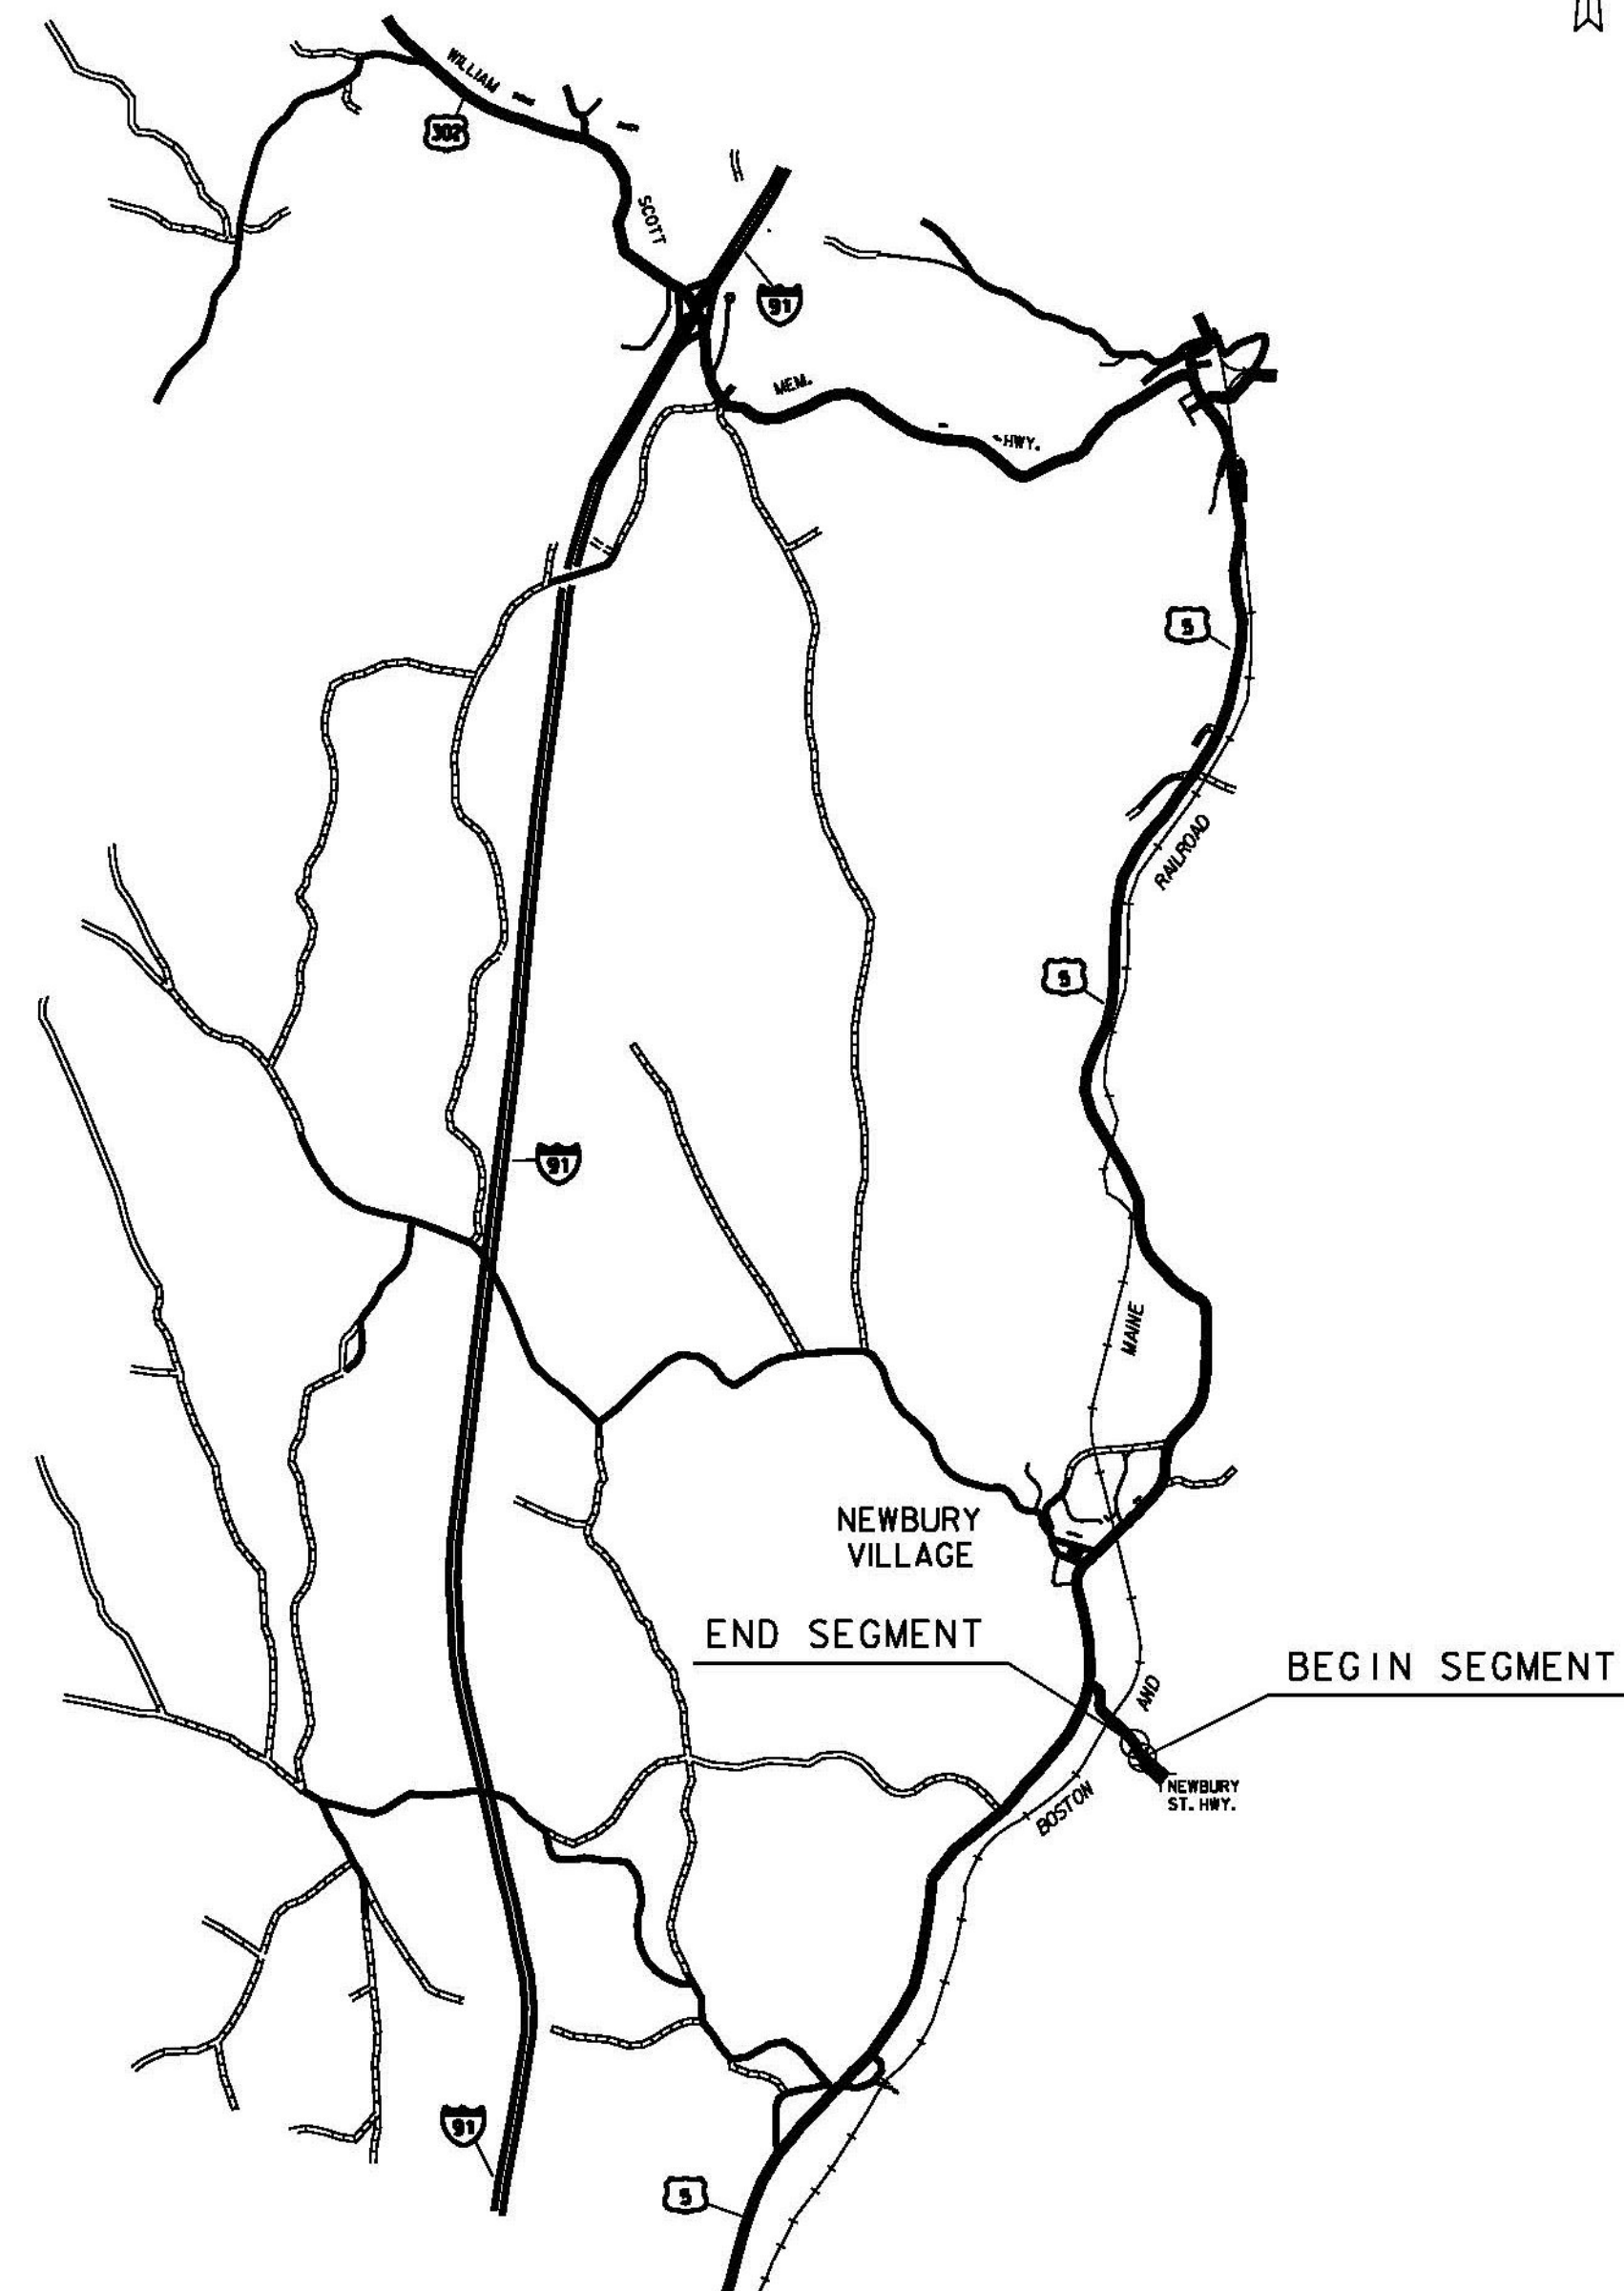 WILLIAM
302
SCOTT
91
MEM.
HWY.
5
RAILROAD
5
91
MAINE
NEWBURY
VILLAGE
END SEGMENT
BEGIN SEGMENT
AND
NEWBURY
ST. HWY.
BOSTON
91
5